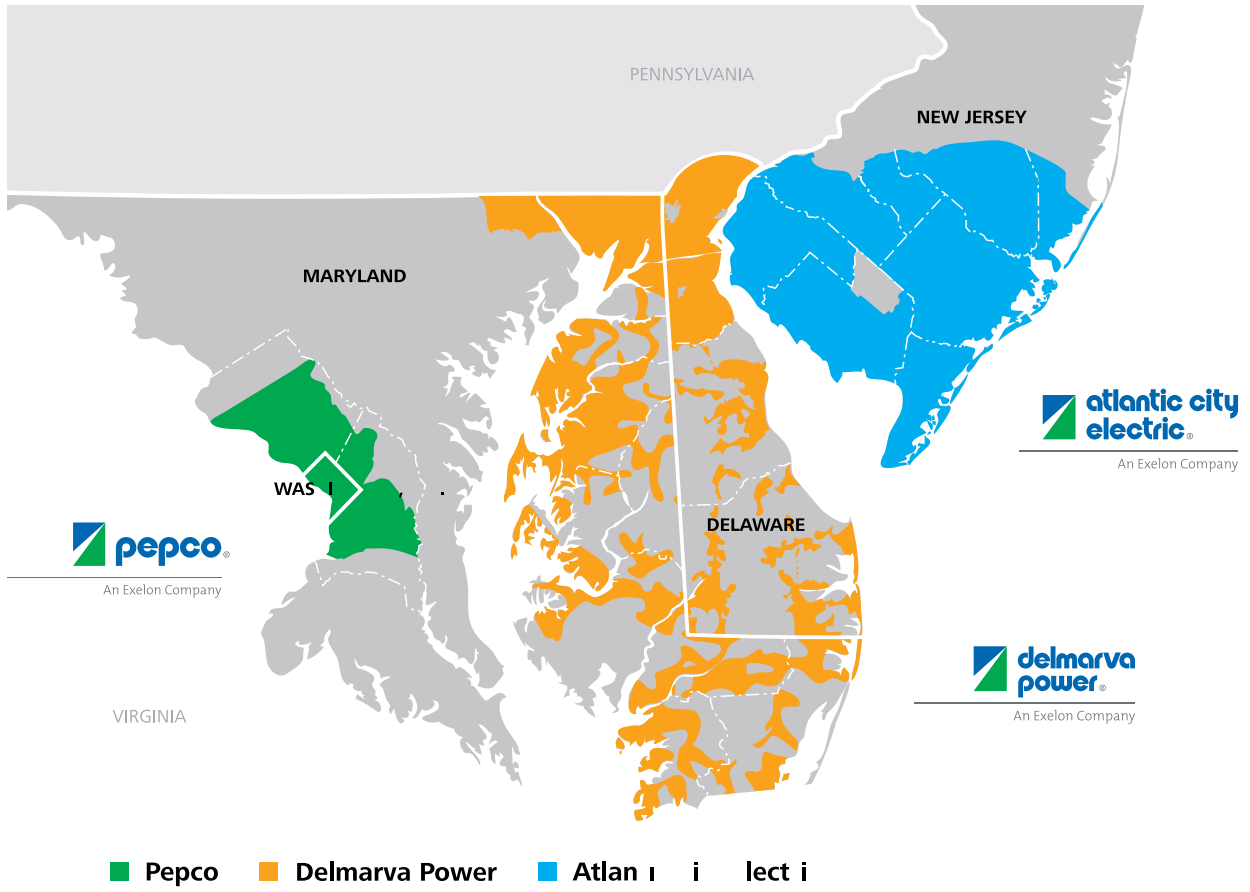 PENNSYLVANIA
NEW JERSEY
MARYLAND
atlantic city
electric®
An Exelon Company
WAS
DELAWARE
pepco®
An Exelon Company
delmarva
power®
An Exelon Company
VIRGINIA
Pepco
Delmarva Power